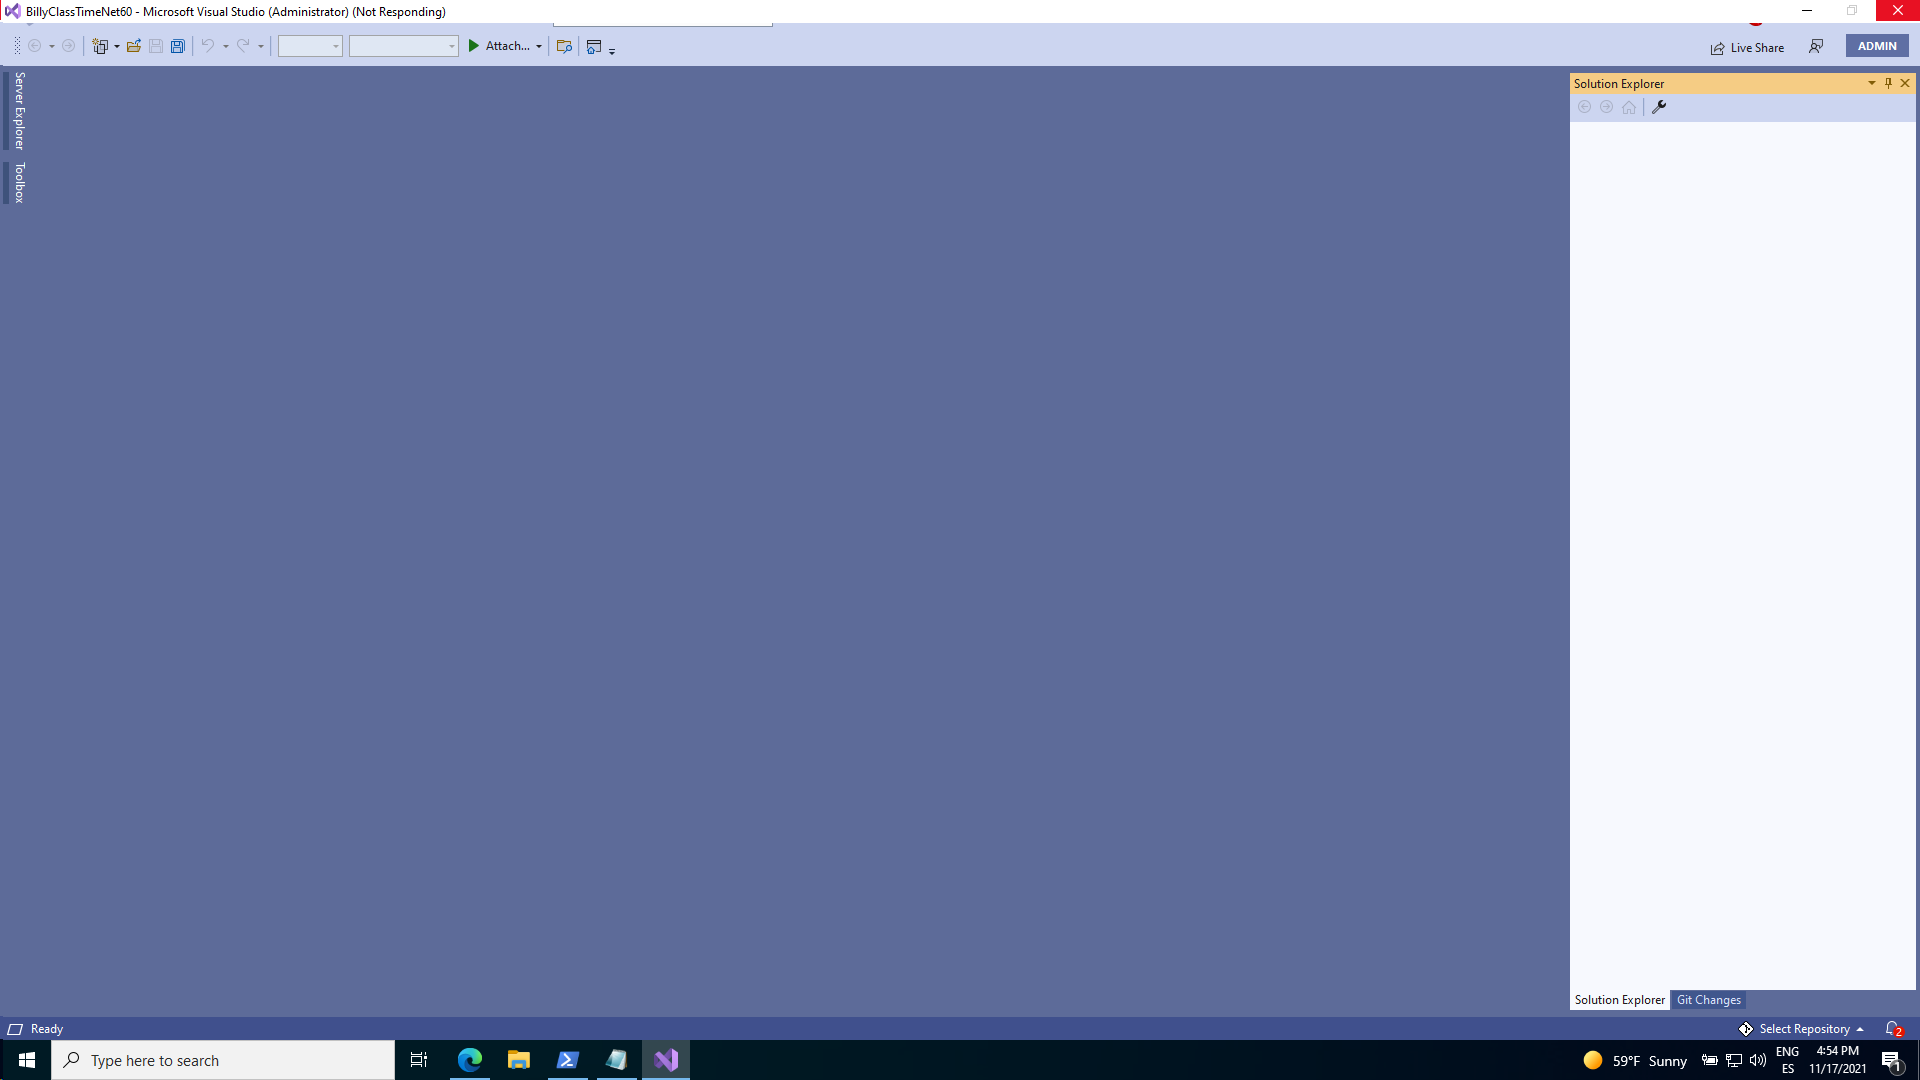 BillyClassTimeNet60 - Microsoft Visual Studio (Administrator) (Not Responding)
Attach...
Live Share
ADMIN
Server Explorer
Toolbox
Solution Explorer
Solution Explorer
Git Changes
Ready
Select Repository
2
Type here to search
59°F Sunny
ENG
ES
4:54 PM
11/17/2021
1